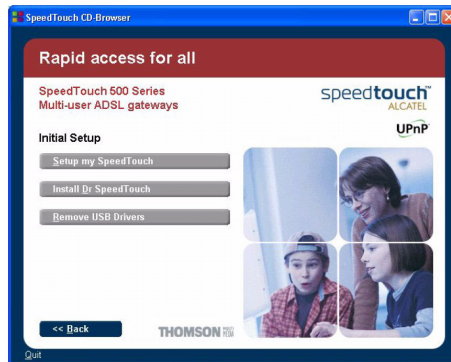 SpeedTouch CD-Browser
Rapid access for all
SpeedTouch 500 Series
Multi-user ADSL gateways
speedtouch™
ALCATEL
UPnP
Initial Setup
Setup my SpeedTouch
Install Dr SpeedTouch
Remove USB Drivers
<< Back
THOMSON
Quit